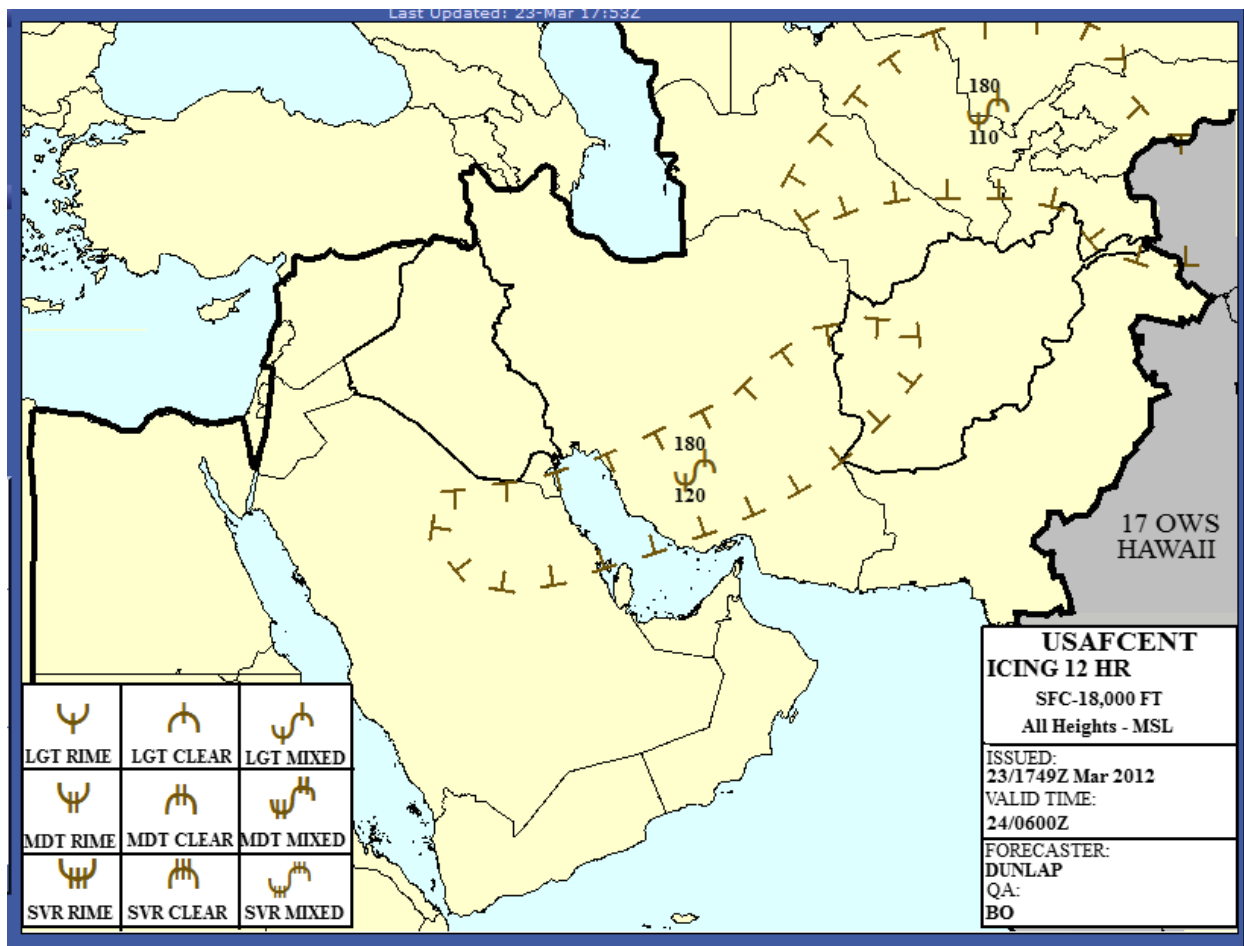 Last Updated: 23-Mar 17:53Z
180
110
180
120
17 OWS
HAWAII
LGT RIME
LGT CLEAR
LGT MIXED
MDT RIME
MDT CLEAR
MDT MIXED
SVR RIME
SVR CLEAR
SVR MIXED
USAFCENT
ICING 12 HR
SFC-18,000 FT
All Heights - MSL
ISSUED:
23/1749Z Mar 2012
VALID TIME:
24/0600Z
FORECASTER:
DUNLAP
QA:
BO